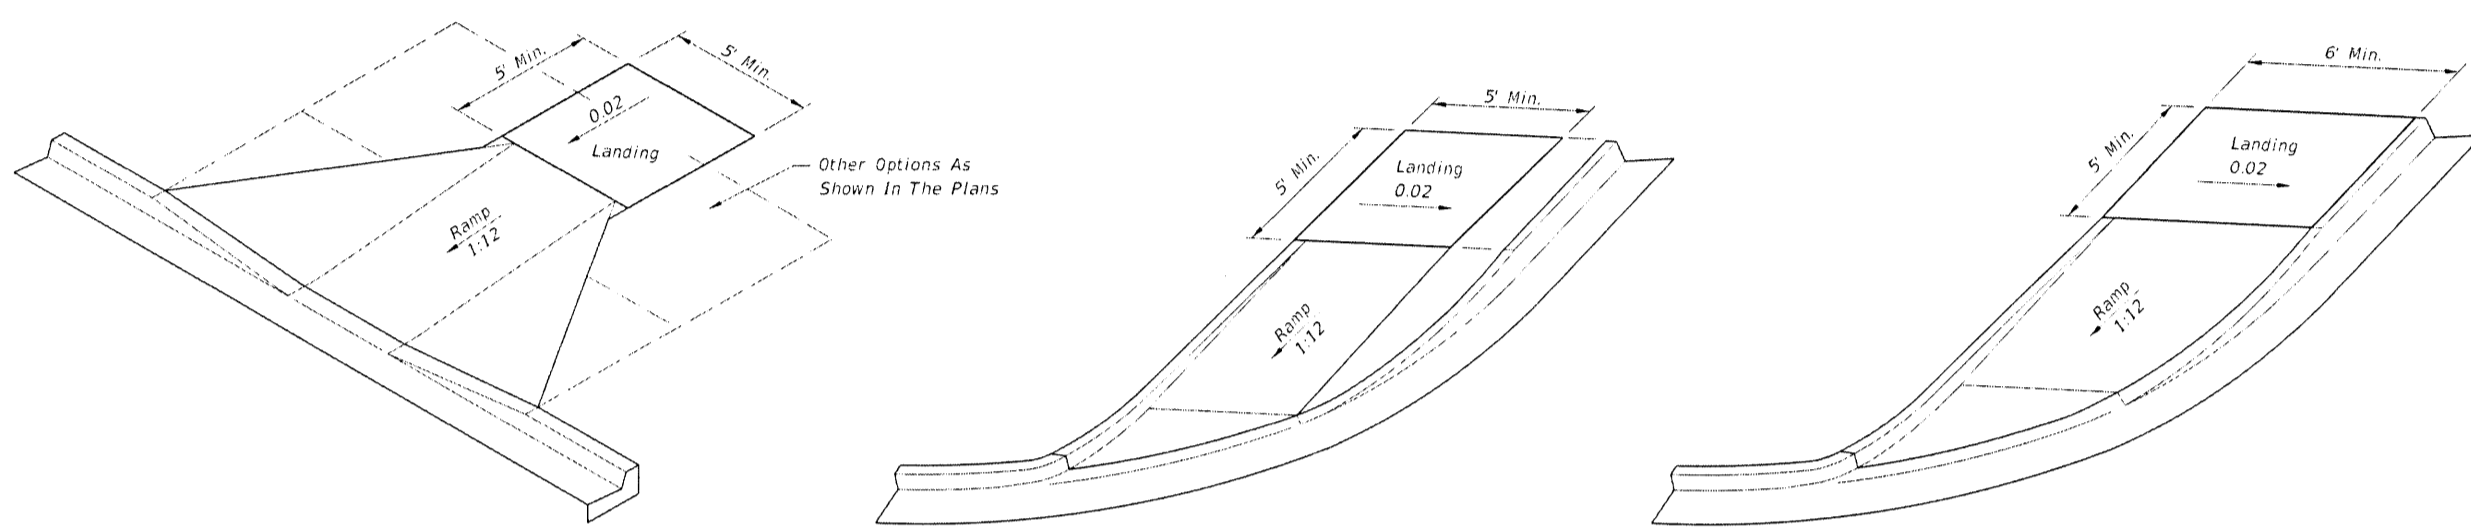 5' Min.
5' Min.
0.02
Landing
Other Options As
Shown In The Plans
Ramp
1:12
5' Min.
5' Min.
Landing
0.02
Ramp
1:12
6' Min.
5' Min.
Landing
0.02
Ramp
1:12